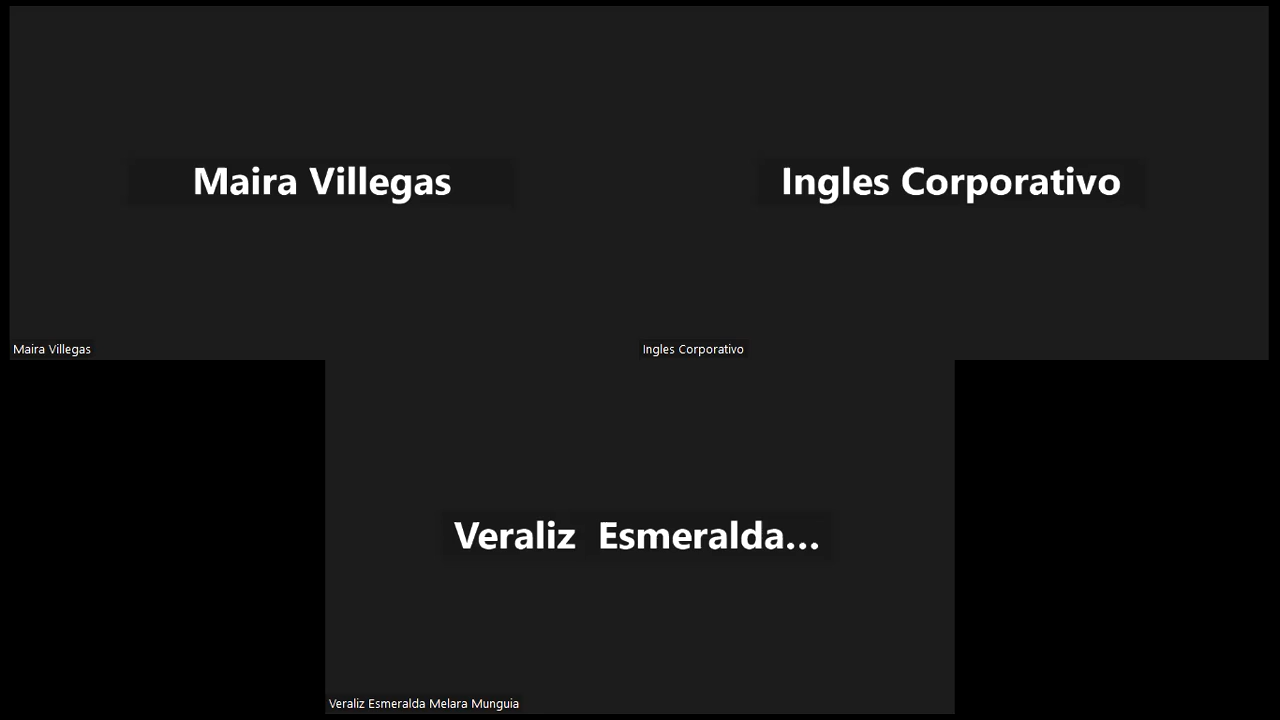 Maira Villegas
Ingles Corporativo
Maira Villegas
Ingles Corporativo
Veraliz Esmeralda...
Veraliz Esmeralda Melara Munguia